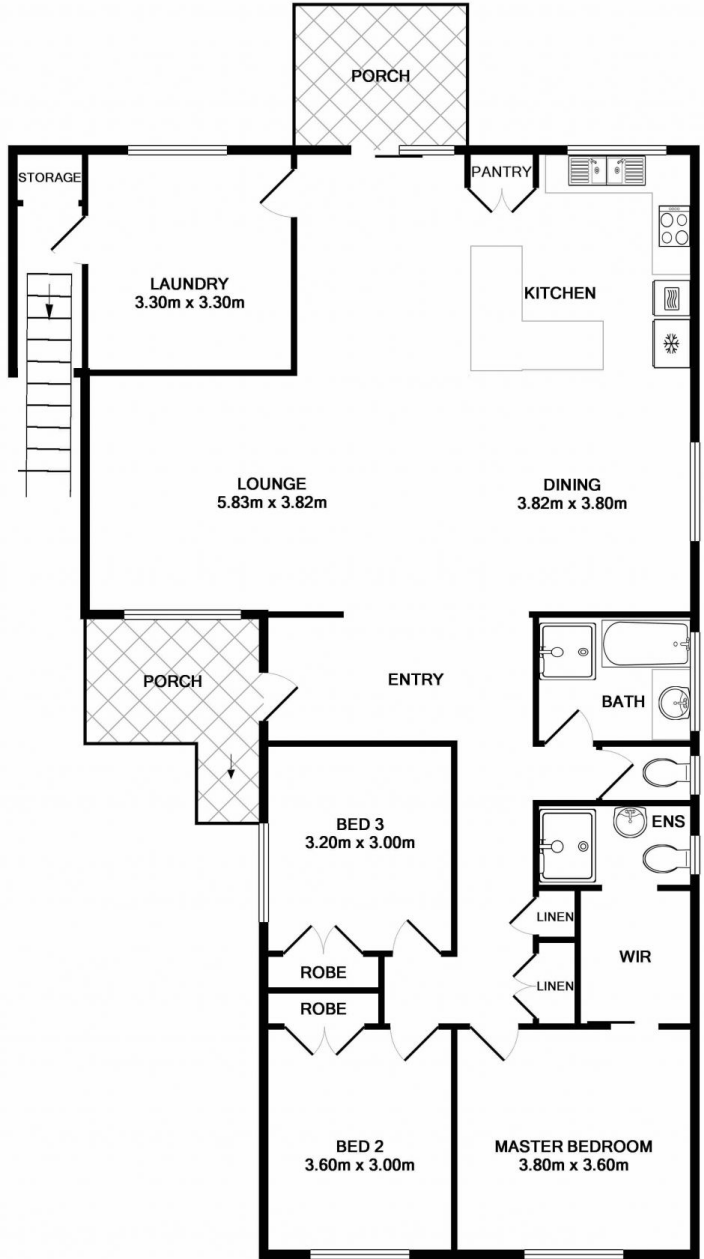 PORCH
STORAGE
PANTRY
LAUNDRY
3.30m x 3.30m
KITCHEN
LOUNGE
5.83m x 3.82m
DINING
3.82m x 3.80m
PORCH
ENTRY
BATH
BED 3
3.20m x 3.00m
ENS
LINEN
WIR
ROBE
LINEN
ROBE
BED 2
3.60m x 3.00m
MASTER BEDROOM
3.80m x 3.60m